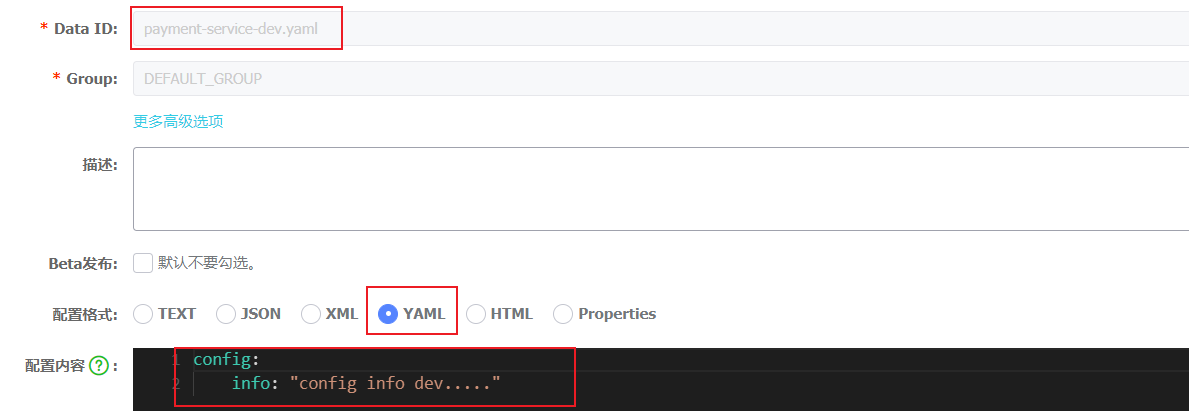 * Data ID: payment-service-dev.yaml
* Group: DEFAULT_GROUP
更多高级选项
描述:
Beta发布: 默认不要勾选。
配置格式: TEXT JSON XML YAML HTML Properties
配置内容 ? : 1 config:
2 info: "config info dev....."